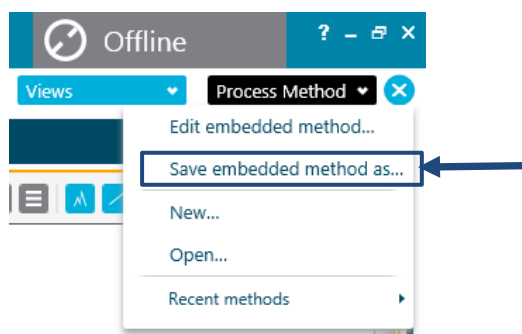 Offline
? – ×
Views
Process Method
Edit embedded method...
Save embedded method as...
New...
Open...
Recent methods